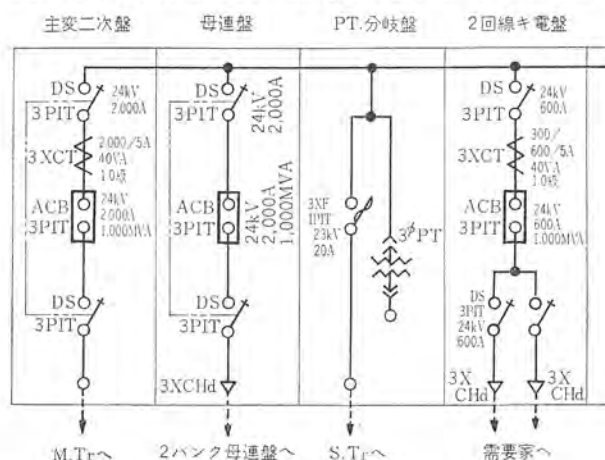 主変二次盤
母連盤
PT.分岐盤
2回線キ電盤
DS
3PIT
24kV
2.000A
3XCT
2.000/5A
40VA
1.0級
ACB
3PIT
24kV
2.000A
1.000MVA
DS
3PIT
M.Trへ
DS
3PIT
24kV
2,000A
ACB
3PIT
24kV
2,000A
1,000MVA
DS
3PIT
3XCHd
2バンク母連盤へ
3XF
1PIT
23kV
20A
3φPT
S.Trへ
DS
3PIT
24kV
600A
3XCT
300/
600/5A
40VA
1.0級
ACB
3PIT
24kV
600A
1.000MVA
DS
3PIT
24kV
600A
3X
CHd
3X
CHd.
需要家へ